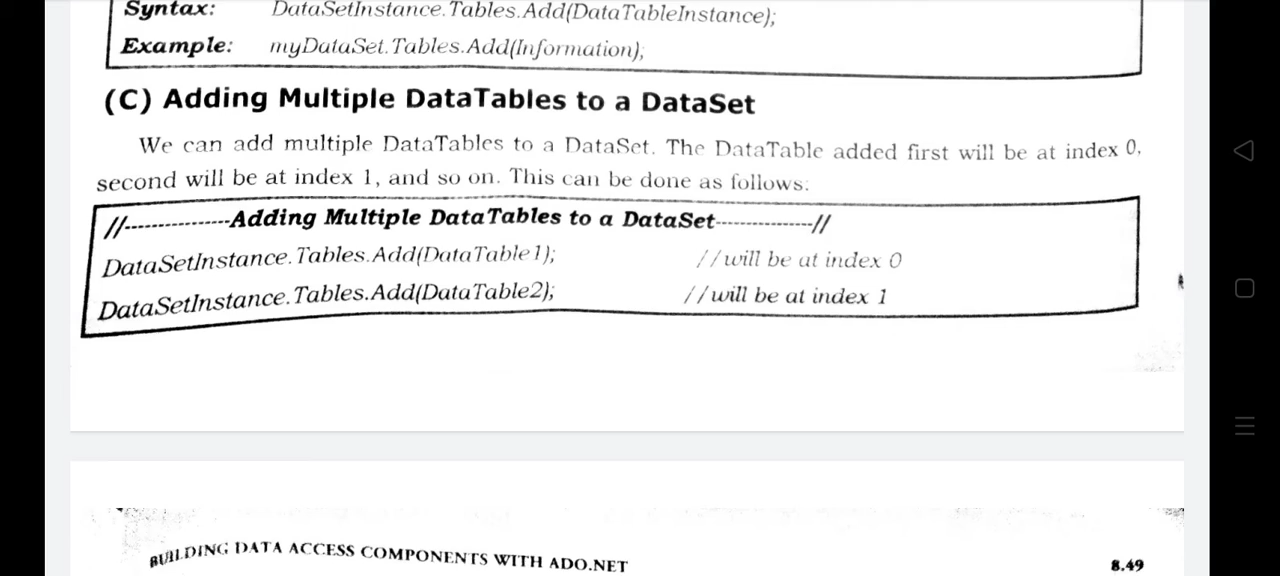 Syntax: DataSetInstance.Tables.Add(DataTableInstance);
Example: myDataSet.Tables.Add(Information);
(C) Adding Multiple DataTables to a DataSet
We can add multiple DataTables to a DataSet. The DataTable added first will be at index 0,
second will be at index 1, and so on. This can be done as follows:
//---------------Adding Multiple DataTables to a DataSet---------------//
DataSetInstance.Tables.Add(DataTable1); //will be at index 0
DataSetInstance.Tables.Add(DataTable2); //will be at index 1
BUILDING DATA ACCESS COMPONENTS WITH ADO.NET 8.49